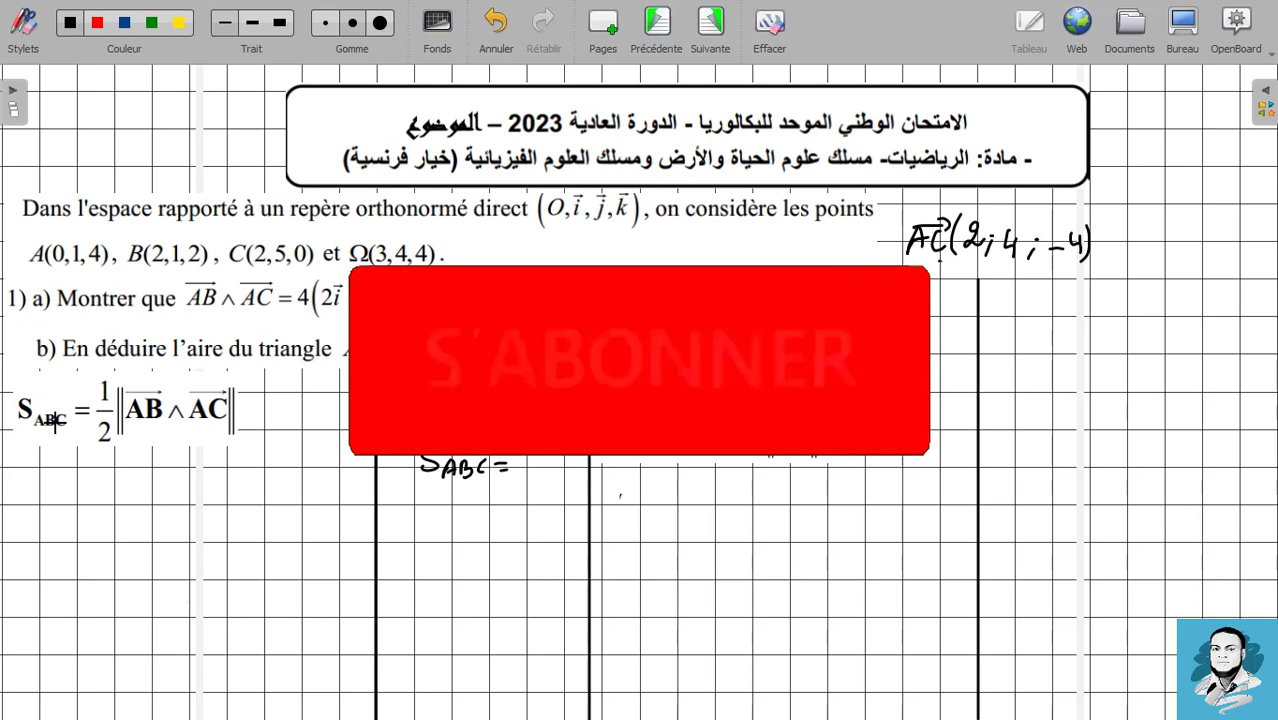 Stylets Couleur Trait Gomme Fonds Annuler Rétablir Pages Précédente Suivante Effacer Tableau Web Documents Bureau OpenBoard
الامتحان الوطني الموحد للبكالوريا - الدورة العادية 2023 – الموضوع
- مادة: الرياضيات- مسلك علوم الحياة والأرض ومسلك العلوم الفيزيائية (خيار فرنسية)
Dans l'espace rapporté à un repère orthonormé direct (O, i⃗, j⃗, k⃗), on considère les points
A(0,1,4), B(2,1,2), C(2,5,0) et Ω(3,4,4).
AC⃗(2; 4; -4)
1) a) Montrer que AB⃗ ∧ AC⃗ = 4(2i⃗
b) En déduire l’aire du triangle
S'ABONNER
S_ABC = 1/2 ‖AB⃗ ∧ AC⃗‖
S_ABC =